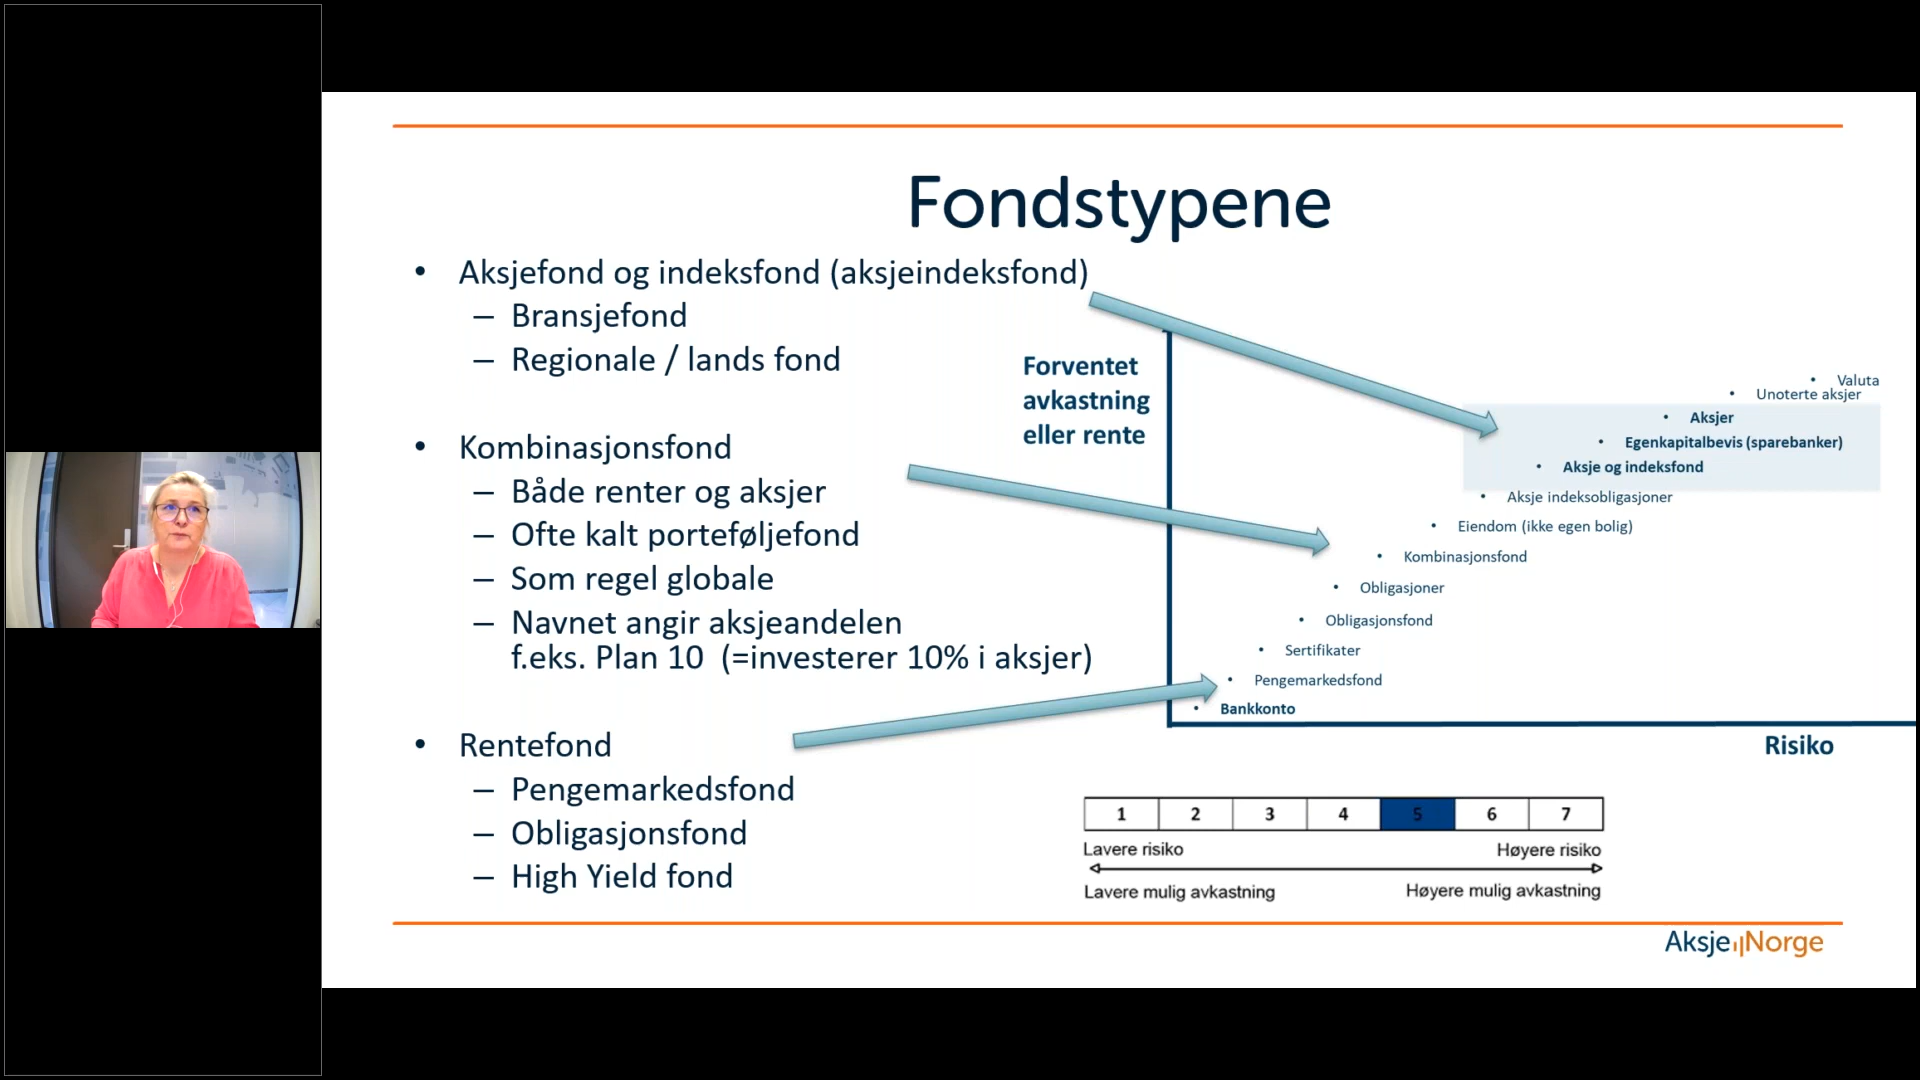 Fondstypene
• Aksjefond og indeksfond (aksjeindeksfond)
– Bransjefond
– Regionale / lands fond
• Kombinasjonsfond
– Både renter og aksjer
– Ofte kalt porteføljefond
– Som regel globale
– Navnet angir aksjeandelen
f.eks. Plan 10 (=investerer 10% i aksjer)
• Rentefond
– Pengemarkedsfond
– Obligasjonsfond
– High Yield fond
Forventet
avkastning
eller rente
• Valuta
• Unoterte aksjer
• Aksjer
• Egenkapitalbevis (sparebanker)
• Aksje og indeksfond
• Aksje indeksobligasjoner
• Eiendom (ikke egen bolig)
• Kombinasjonsfond
• Obligasjoner
• Obligasjonsfond
• Sertifikater
• Pengemarkedsfond
• Bankkonto
Risiko
1 2 3 4 5 6 7
Lavere risiko Høyere risiko
Lavere mulig avkastning Høyere mulig avkastning
AksjeNorge